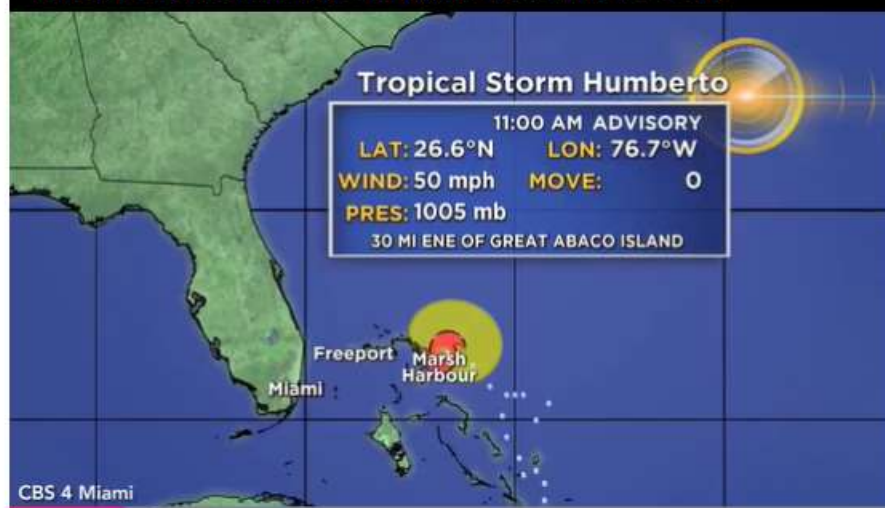 Tropical Storm Humberto
11:00 AM ADVISORY
LAT: 26.6°N LON: 76.7°W
WIND: 50 mph MOVE: 0
PRES: 1005 mb
30 MI ENE OF GREAT ABACO ISLAND
Freeport
Marsh
Harbour
Miami
CBS 4 Miami